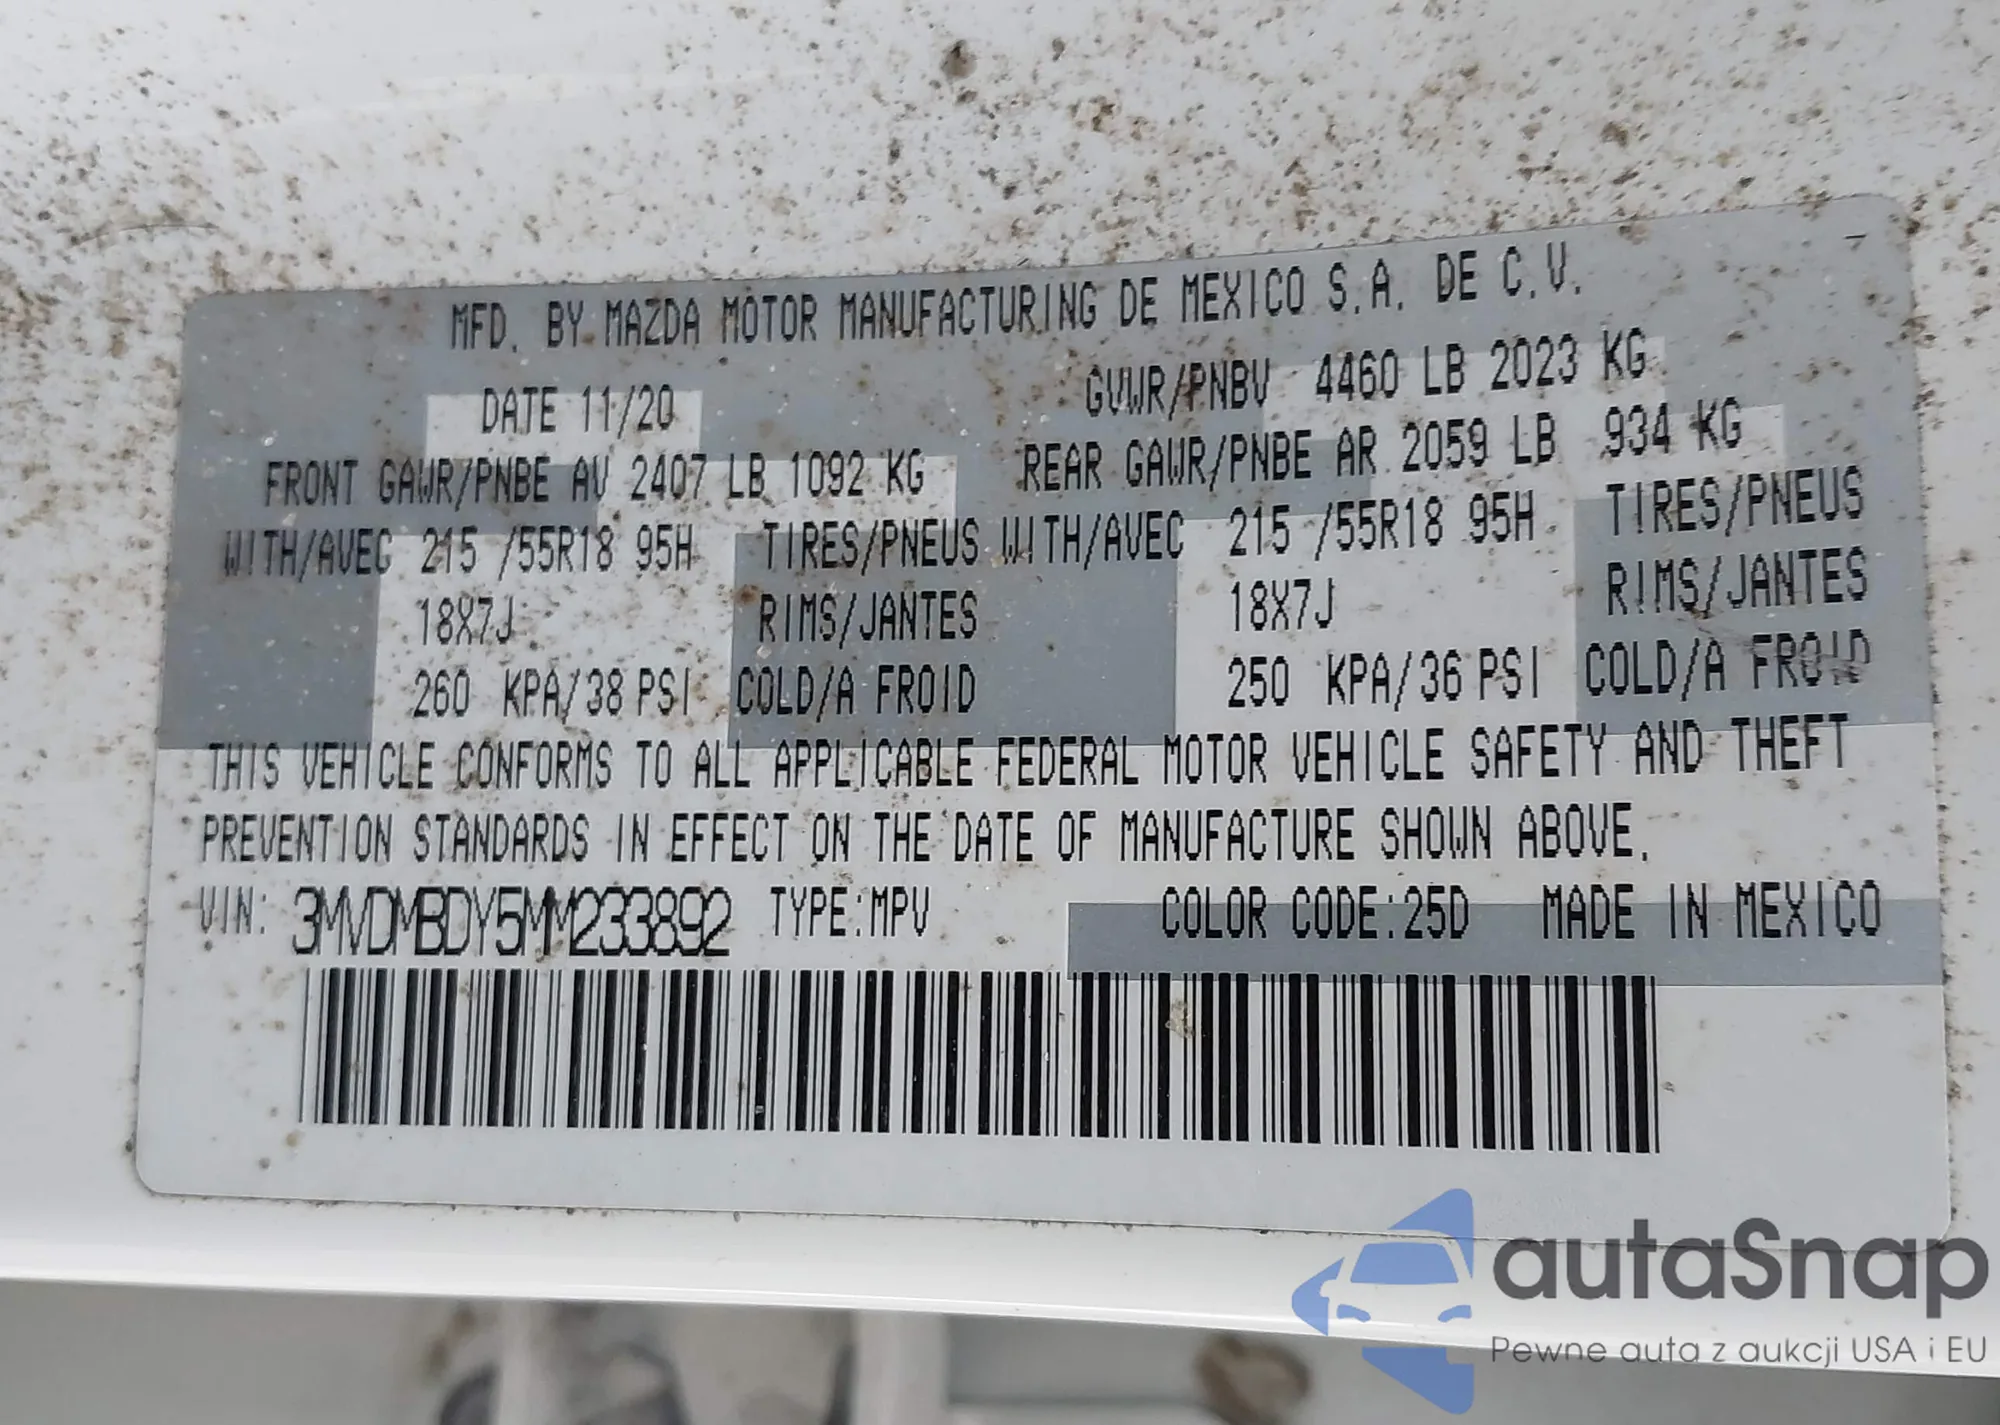 MFD. BY MAZDA MOTOR MANUFACTURING DE MEXICO S.A. DE C.V.
DATE 11/20 GVWR/PNBV 4460 LB 2023 KG
FRONT GAWR/PNBE AV 2407 LB 1092 KG REAR GAWR/PNBE AR 2059 LB 934 KG
WITH/AVEC 215 /55R18 95H TIRES/PNEUS WITH/AVEC 215 /55R18 95H TIRES/PNEUS
18X7J RIMS/JANTES 18X7J RIMS/JANTES
260 KPA/38 PSI COLD/A FROID 250 KPA/36 PSI COLD/A FROID
THIS VEHICLE CONFORMS TO ALL APPLICABLE FEDERAL MOTOR VEHICLE SAFETY AND THEFT
PREVENTION STANDARDS IN EFFECT ON THE DATE OF MANUFACTURE SHOWN ABOVE.
VIN: 3MVDMBDY5MM233892 TYPE:MPV COLOR CODE:25D MADE IN MEXICO
autaSnap
Pewne auta z aukcji USA i EU